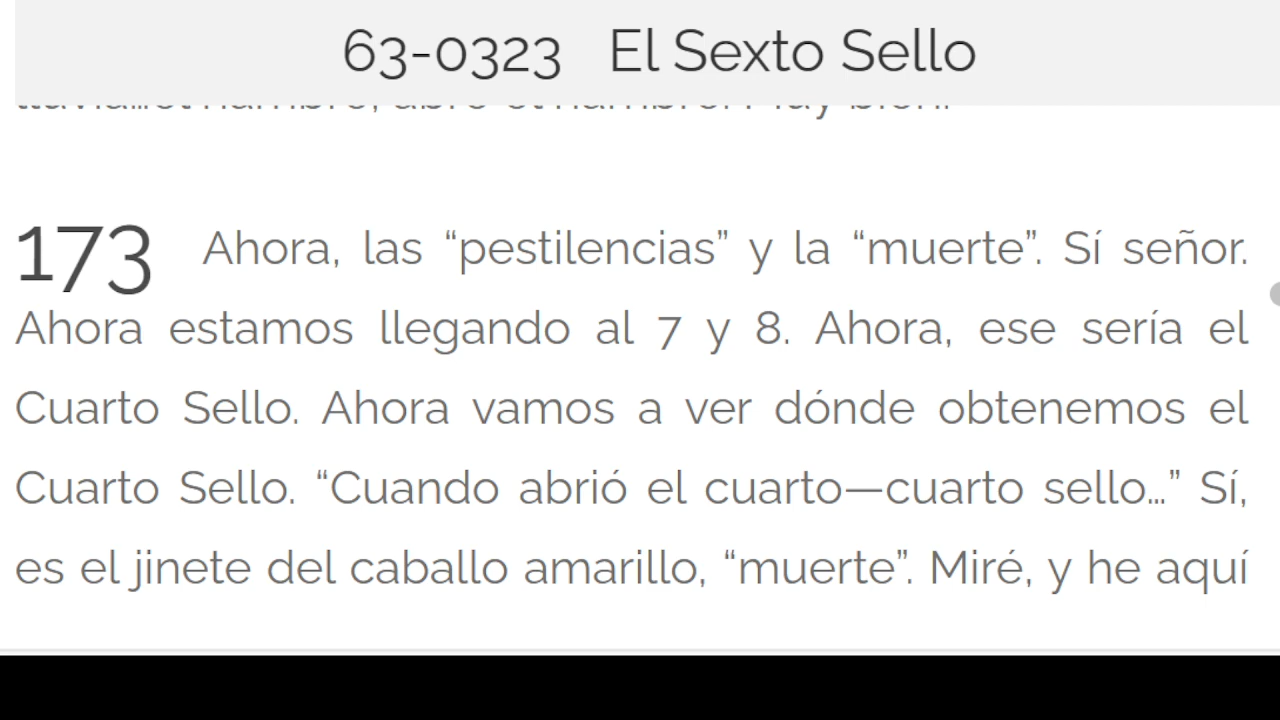 63-0323 El Sexto Sello
173 Ahora, las “pestilencias” y la “muerte”. Sí señor.
Ahora estamos llegando al 7 y 8. Ahora, ese sería el
Cuarto Sello. Ahora vamos a ver dónde obtenemos el
Cuarto Sello. “Cuando abrió el cuarto—cuarto sello…” Sí,
es el jinete del caballo amarillo, “muerte”. Miré, y he aquí